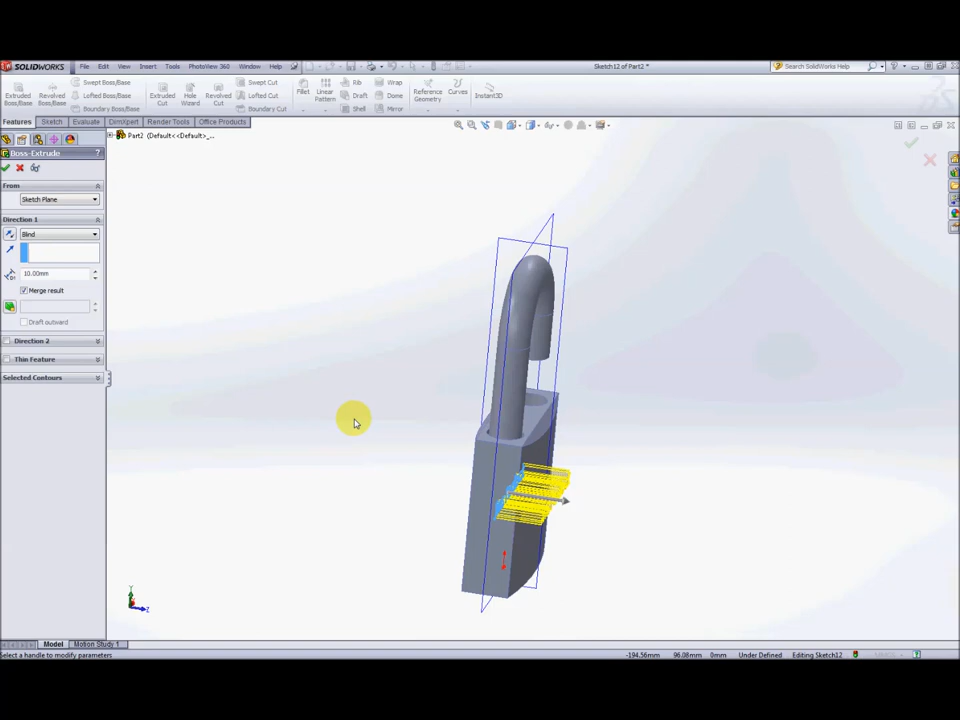 SOLIDWORKS File Edit View Insert Tools PhotoView 360 Window Sketch12 of Part2 * Search SolidWorks Help
Extruded Boss/Base Revolved Boss/Base Swept Boss/Base Lofted Boss/Base Boundary Boss/Base Extruded Cut Hole Wizard Revolved Cut Swept Cut Lofted Cut Boundary Cut Fillet Linear Pattern Rib Draft Shell Wrap Dome Mirror Reference Geometry Curves Instant3D
Features Sketch Evaluate DimXpert Render Tools Office Products
Part2 (Default<<Default>_...
Boss-Extrude ?
From
Sketch Plane
Direction 1
Blind
10.00mm
Merge result
Draft outward
Direction 2
Thin Feature
Selected Contours
Y
Z
Model Motion Study 1
Select a handle to modify parameters -194.56mm 96.08mm 0mm Under Defined Editing Sketch12